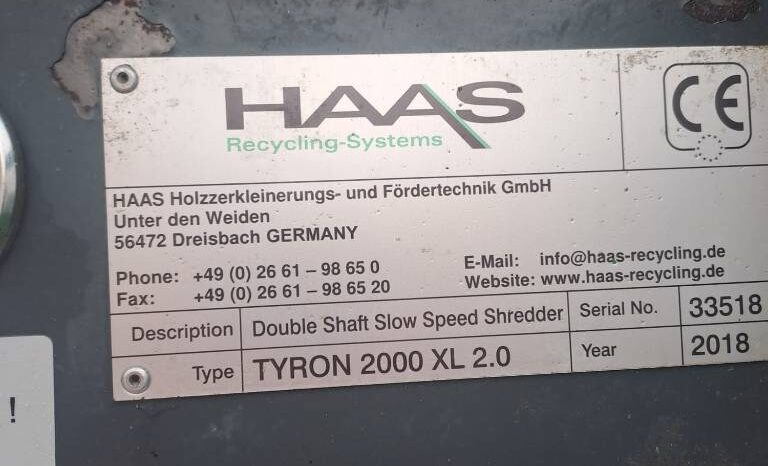 HAAS
Recycling-Systems
CE
HAAS Holzzerkleinerungs- und Fördertechnik GmbH
Unter den Weiden
56472 Dreisbach GERMANY
Phone: +49 (0) 26 61 – 98 65 0
Fax: +49 (0) 26 61 – 98 65 20
E-Mail: info@haas-recycling.de
Website: www.haas-recycling.de
Description Double Shaft Slow Speed Shredder Serial No. 33518
Type TYRON 2000 XL 2.0 Year 2018
!